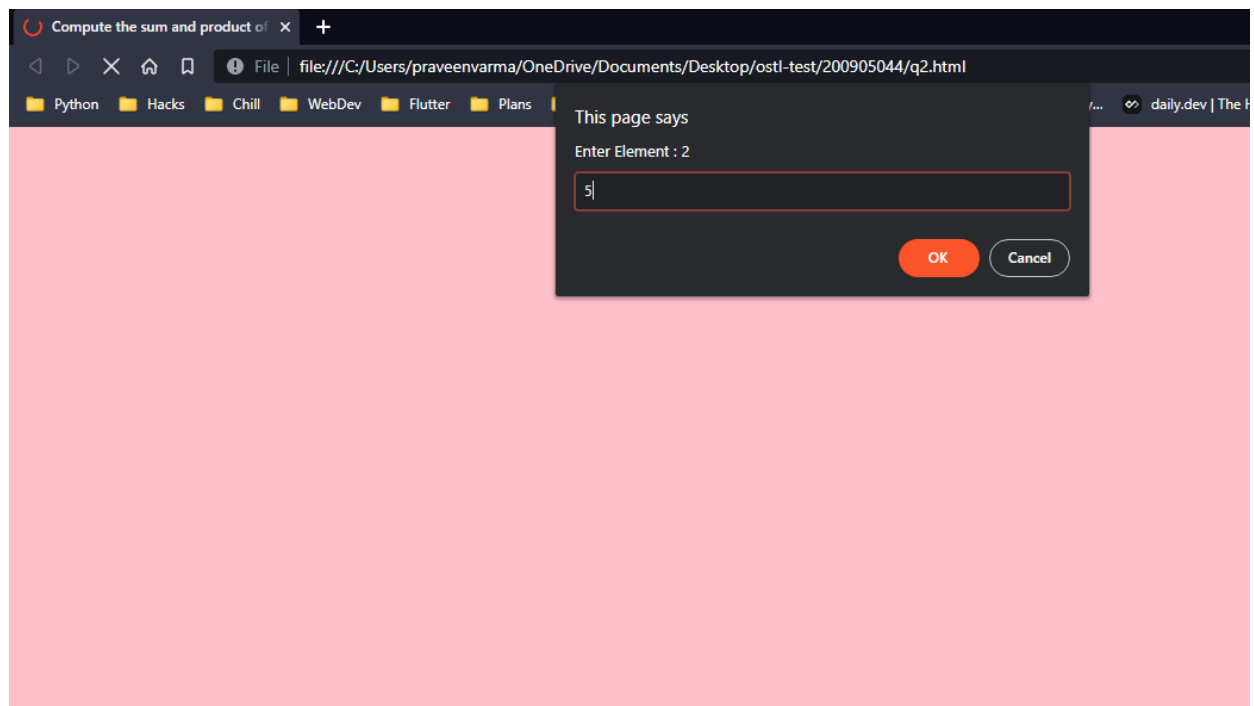 Compute the sum and product of
File file:///C:/Users/praveenvarma/OneDrive/Documents/Desktop/ostl-test/200905044/q2.html
Python Hacks Chill WebDev Flutter Plans daily.dev | The
This page says
Enter Element : 2
5
OK Cancel